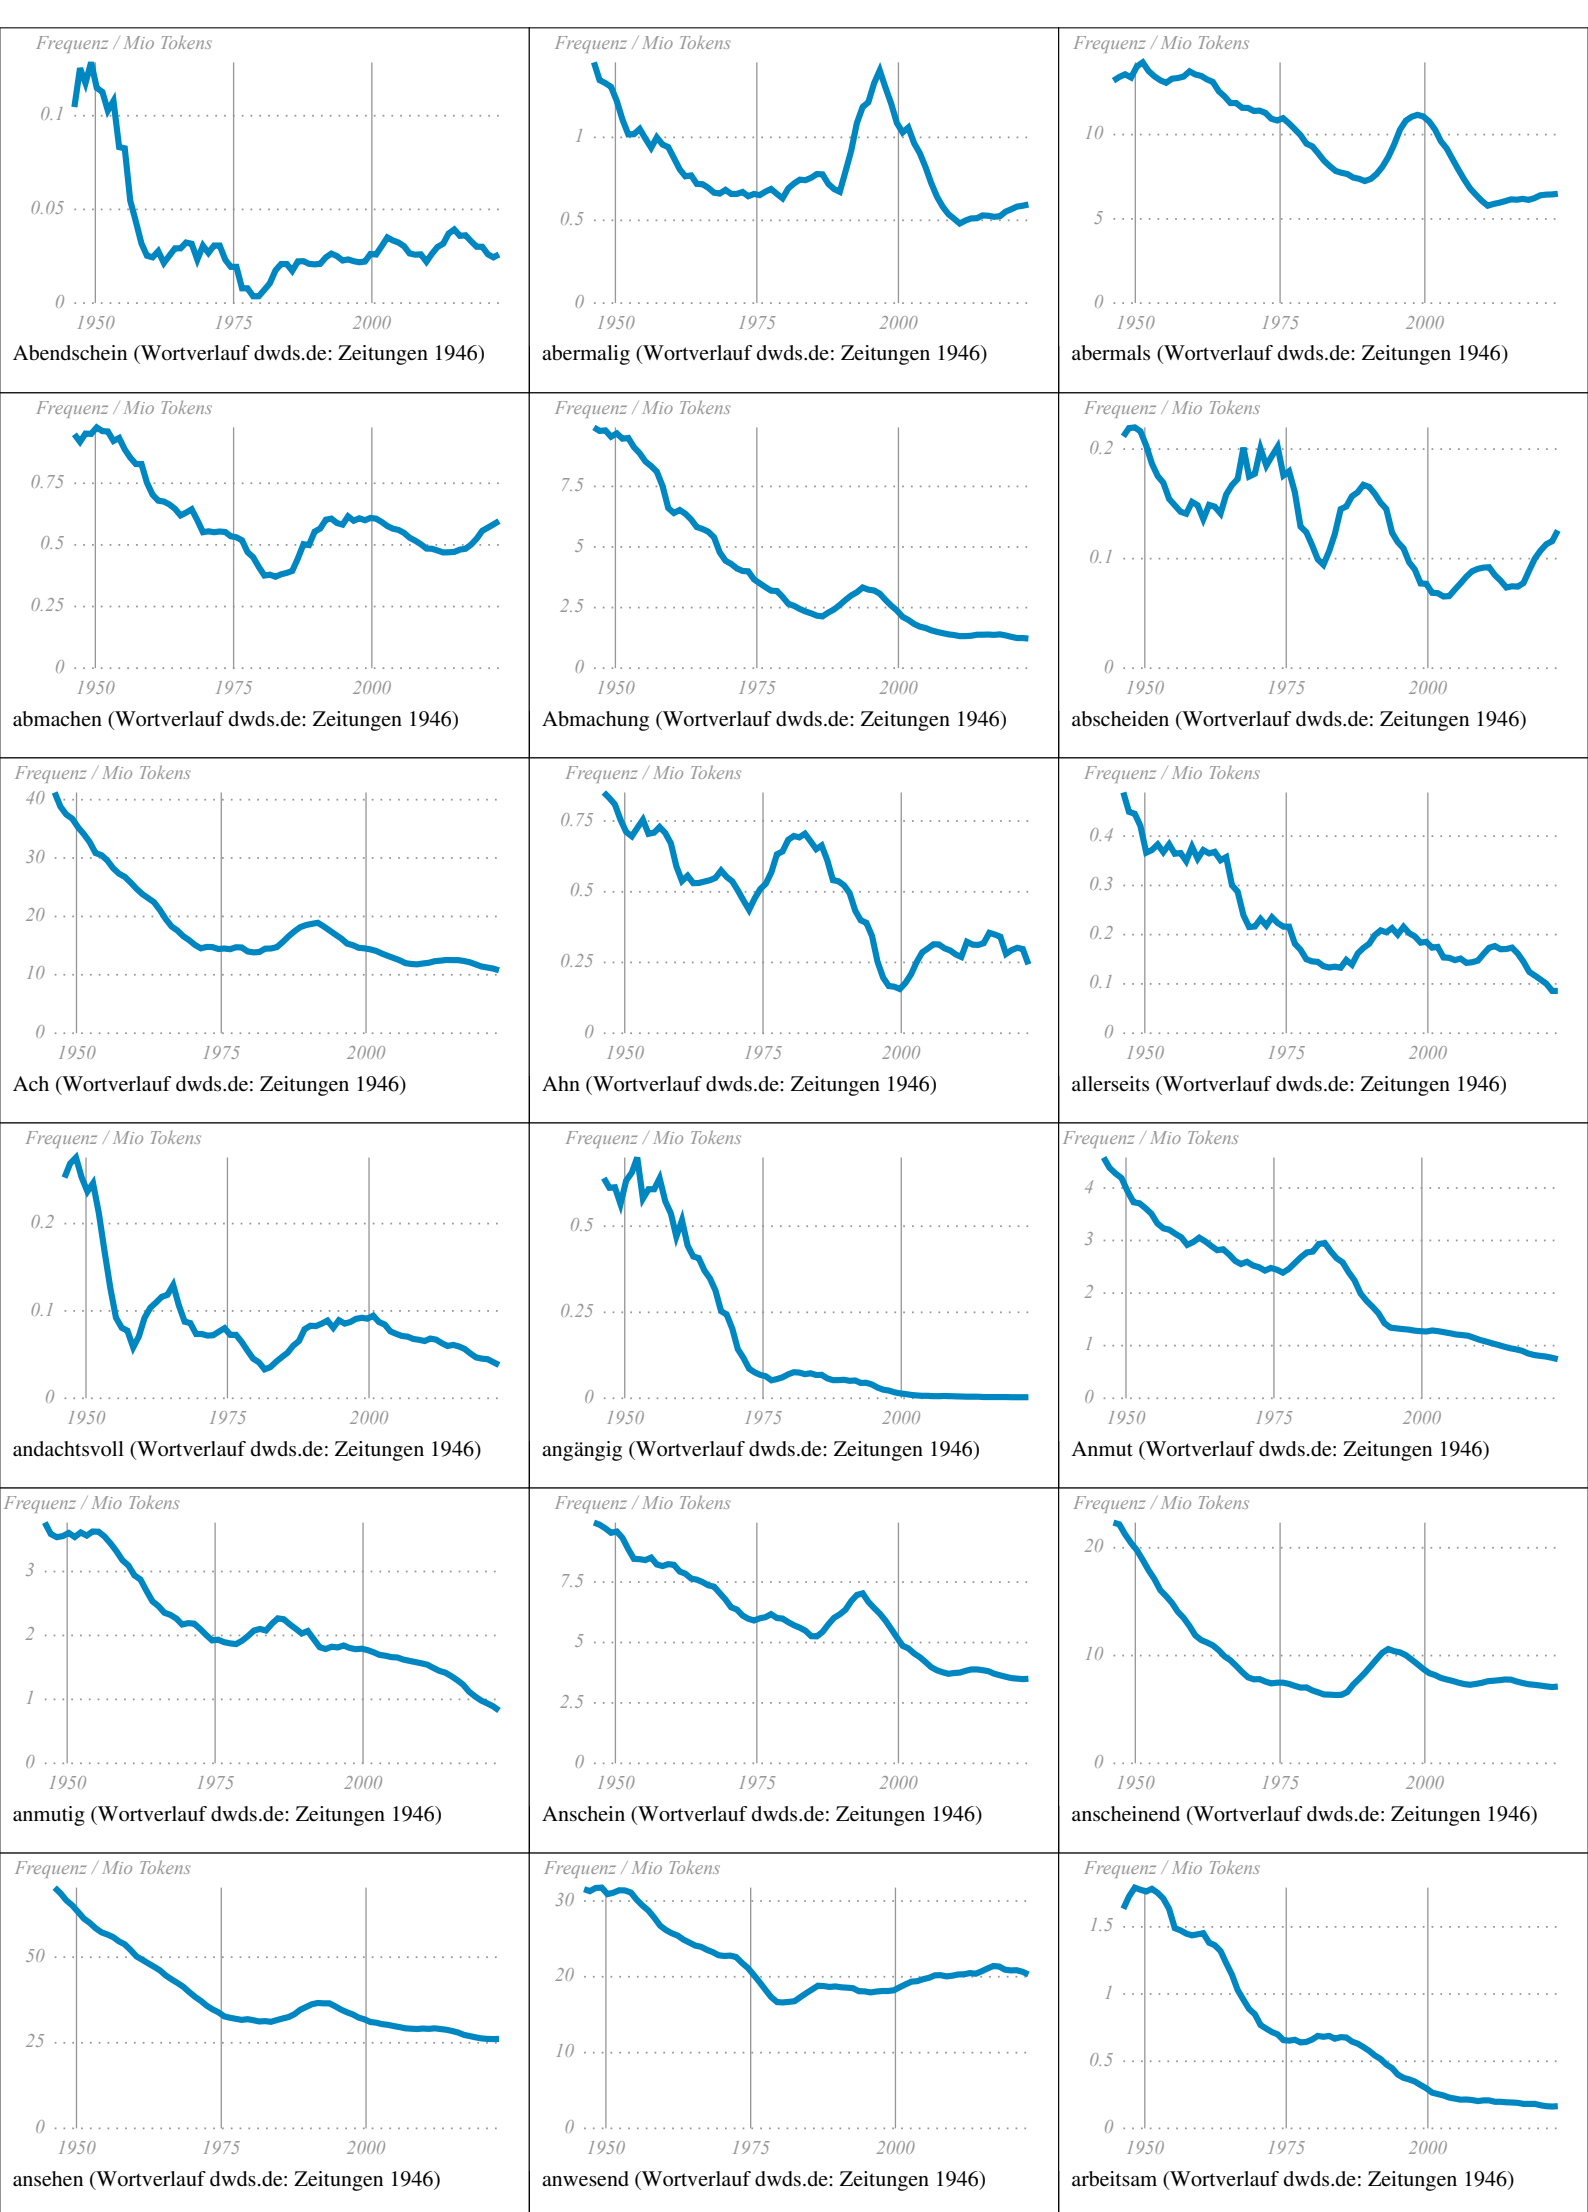 Frequenz / Mio Tokens
0.1
0.05
0
1950 1975 2000
Abendschein (Wortverlauf dwds.de: Zeitungen 1946)
Frequenz / Mio Tokens
1
0.5
0
1950 1975 2000
abermalig (Wortverlauf dwds.de: Zeitungen 1946)
Frequenz / Mio Tokens
10
5
0
1950 1975 2000
abermals (Wortverlauf dwds.de: Zeitungen 1946)
Frequenz / Mio Tokens
0.75
0.5
0.25
0
1950 1975 2000
abmachen (Wortverlauf dwds.de: Zeitungen 1946)
Frequenz / Mio Tokens
7.5
5
2.5
0
1950 1975 2000
Abmachung (Wortverlauf dwds.de: Zeitungen 1946)
Frequenz / Mio Tokens
0.2
0.1
0
1950 1975 2000
abscheiden (Wortverlauf dwds.de: Zeitungen 1946)
Frequenz / Mio Tokens
40
30
20
10
0
1950 1975 2000
Ach (Wortverlauf dwds.de: Zeitungen 1946)
Frequenz / Mio Tokens
0.75
0.5
0.25
0
1950 1975 2000
Ahn (Wortverlauf dwds.de: Zeitungen 1946)
Frequenz / Mio Tokens
0.4
0.3
0.2
0.1
0
1950 1975 2000
allerseits (Wortverlauf dwds.de: Zeitungen 1946)
Frequenz / Mio Tokens
0.2
0.1
0
1950 1975 2000
andachtsvoll (Wortverlauf dwds.de: Zeitungen 1946)
Frequenz / Mio Tokens
0.5
0.25
0
1950 1975 2000
angängig (Wortverlauf dwds.de: Zeitungen 1946)
Frequenz / Mio Tokens
4
3
2
1
0
1950 1975 2000
Anmut (Wortverlauf dwds.de: Zeitungen 1946)
Frequenz / Mio Tokens
3
2
1
0
1950 1975 2000
anmutig (Wortverlauf dwds.de: Zeitungen 1946)
Frequenz / Mio Tokens
7.5
5
2.5
0
1950 1975 2000
Anschein (Wortverlauf dwds.de: Zeitungen 1946)
Frequenz / Mio Tokens
20
10
0
1950 1975 2000
anscheinend (Wortverlauf dwds.de: Zeitungen 1946)
Frequenz / Mio Tokens
50
25
0
1950 1975 2000
ansehen (Wortverlauf dwds.de: Zeitungen 1946)
Frequenz / Mio Tokens
30
20
10
0
1950 1975 2000
anwesend (Wortverlauf dwds.de: Zeitungen 1946)
Frequenz / Mio Tokens
1.5
1
0.5
0
1950 1975 2000
arbeitsam (Wortverlauf dwds.de: Zeitungen 1946)